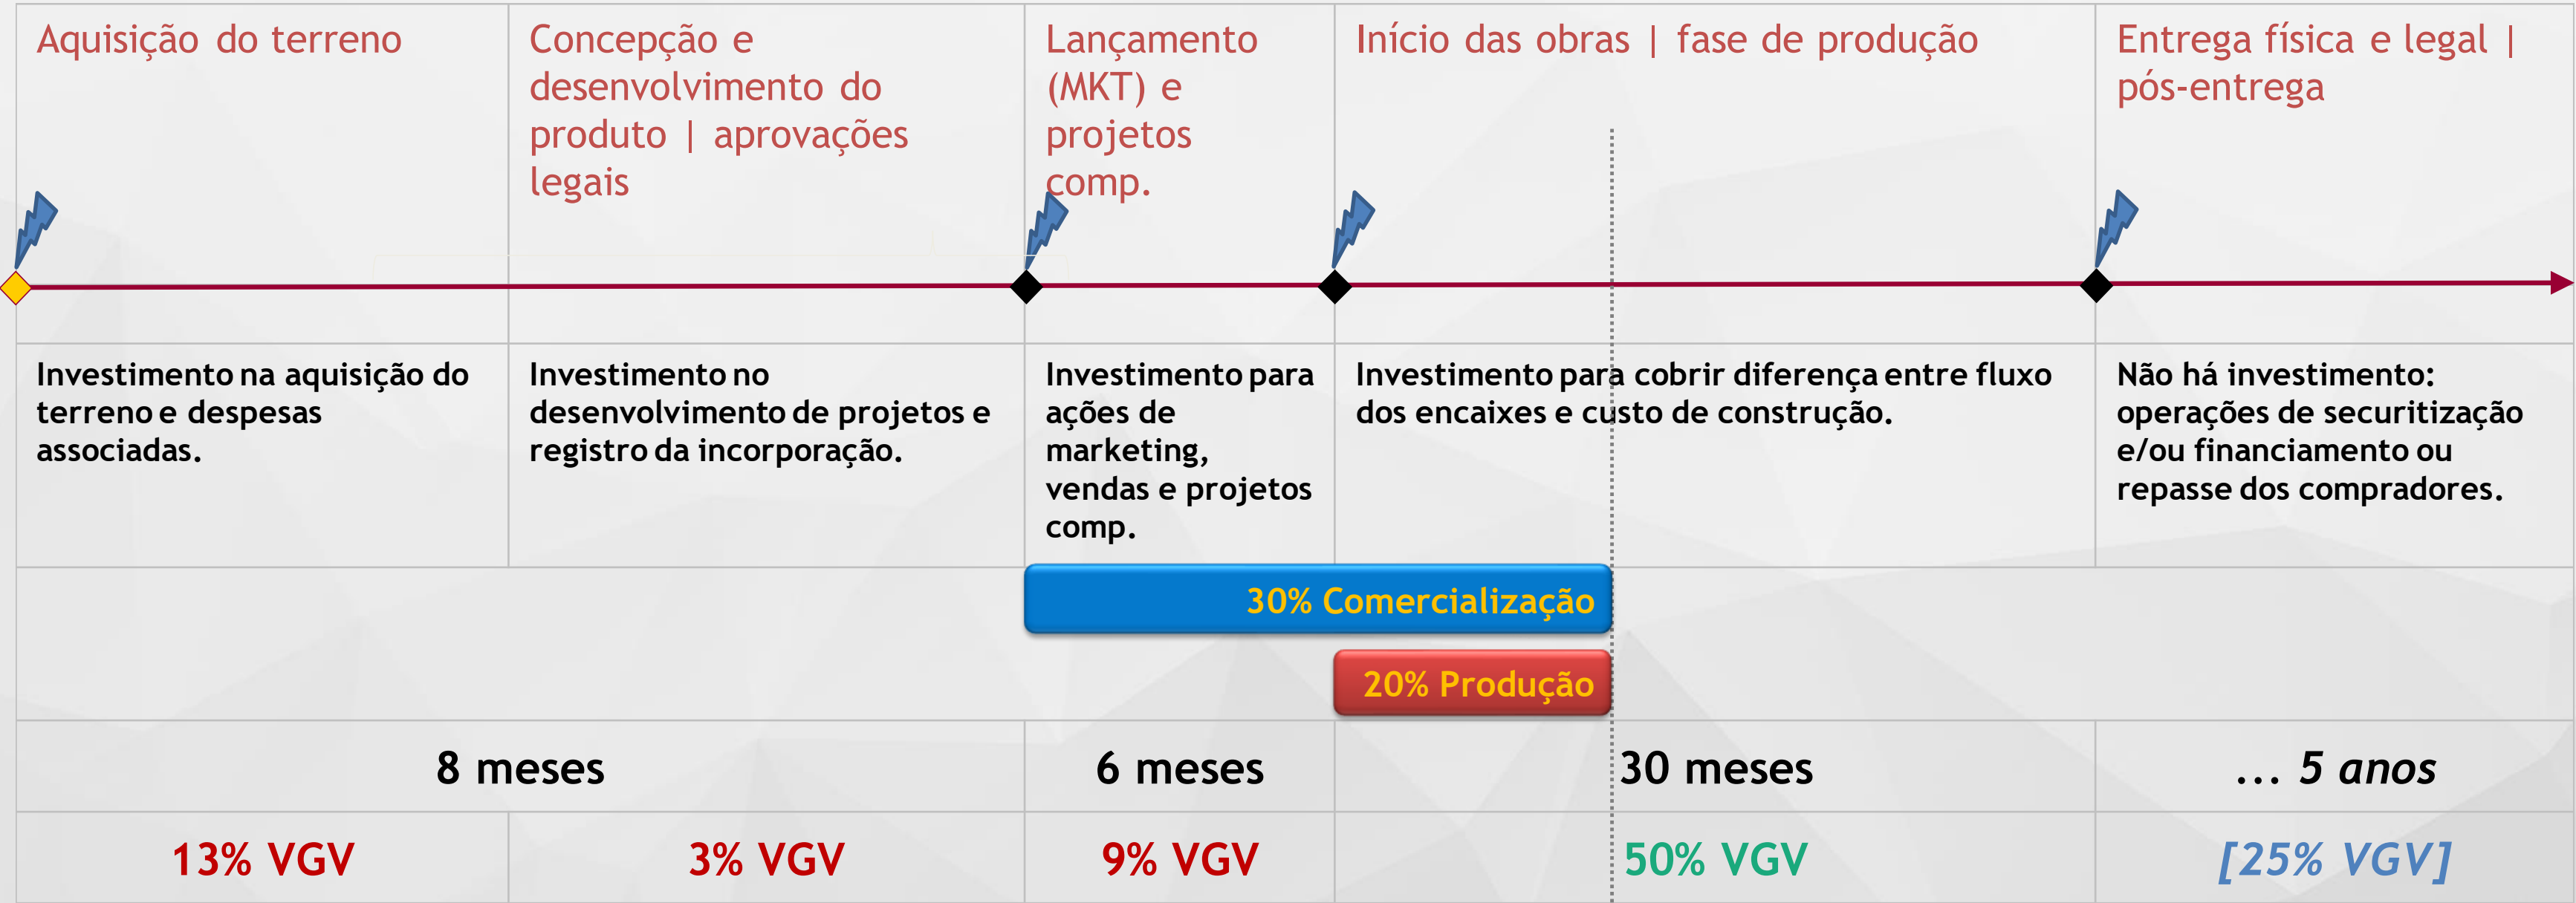 Aquisição do terreno
Concepção e
desenvolvimento do
produto | aprovações
legais
Lançamento
(MKT) e
projetos
comp.
Início das obras | fase de produção
Entrega física e legal |
pós-entrega
Investimento na aquisição do
terreno e despesas
associadas.
Investimento no
desenvolvimento de projetos e
registro da incorporação.
Investimento para
ações de
marketing,
vendas e projetos
comp.
Investimento para cobrir diferença entre fluxo
dos encaixes e custo de construção.
Não há investimento:
operações de securitização
e/ou financiamento ou
repasse dos compradores.
30% Comercialização
20% Produção
8 meses
6 meses
30 meses
... 5 anos
13% VGV
3% VGV
9% VGV
50% VGV
[25% VGV]